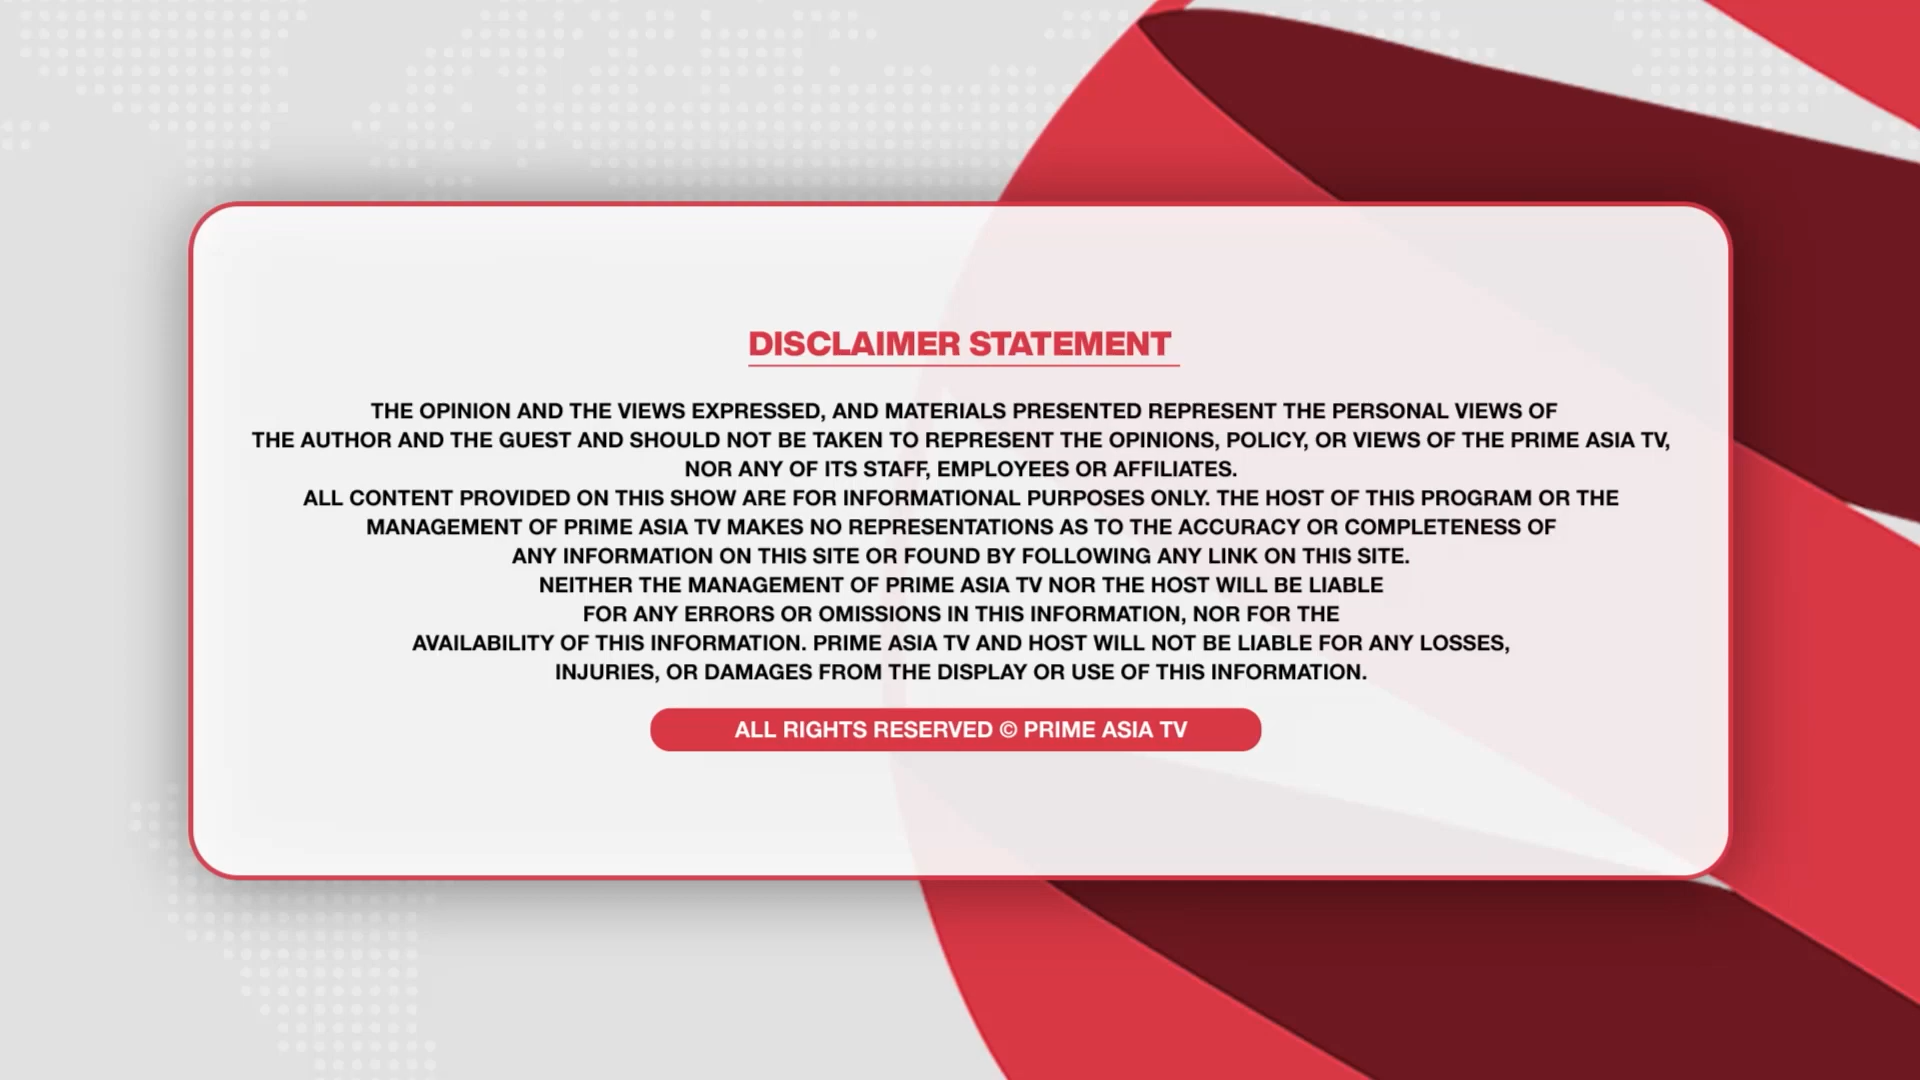 DISCLAIMER STATEMENT
THE OPINION AND THE VIEWS EXPRESSED, AND MATERIALS PRESENTED REPRESENT THE PERSONAL VIEWS OF
THE AUTHOR AND THE GUEST AND SHOULD NOT BE TAKEN TO REPRESENT THE OPINIONS, POLICY, OR VIEWS OF THE PRIME ASIA TV,
NOR ANY OF ITS STAFF, EMPLOYEES OR AFFILIATES.
ALL CONTENT PROVIDED ON THIS SHOW ARE FOR INFORMATIONAL PURPOSES ONLY. THE HOST OF THIS PROGRAM OR THE
MANAGEMENT OF PRIME ASIA TV MAKES NO REPRESENTATIONS AS TO THE ACCURACY OR COMPLETENESS OF
ANY INFORMATION ON THIS SITE OR FOUND BY FOLLOWING ANY LINK ON THIS SITE.
NEITHER THE MANAGEMENT OF PRIME ASIA TV NOR THE HOST WILL BE LIABLE
FOR ANY ERRORS OR OMISSIONS IN THIS INFORMATION, NOR FOR THE
AVAILABILITY OF THIS INFORMATION. PRIME ASIA TV AND HOST WILL NOT BE LIABLE FOR ANY LOSSES,
INJURIES, OR DAMAGES FROM THE DISPLAY OR USE OF THIS INFORMATION.
ALL RIGHTS RESERVED © PRIME ASIA TV